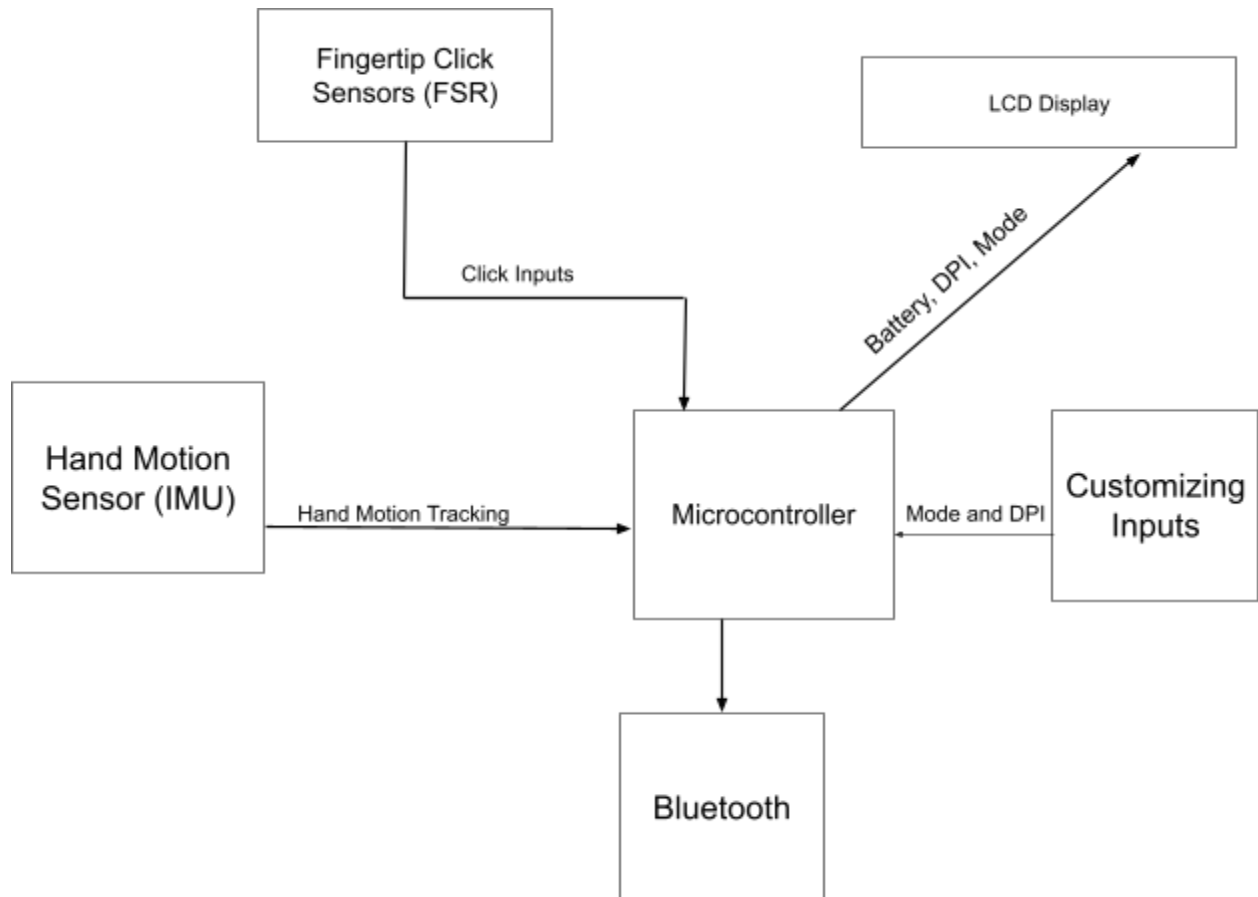 Fingertip Click
Sensors (FSR)
LCD Display
Click Inputs
Battery, DPI, Mode
Hand Motion
Sensor (IMU)
Hand Motion Tracking
Microcontroller
Mode and DPI
Customizing
Inputs
Bluetooth